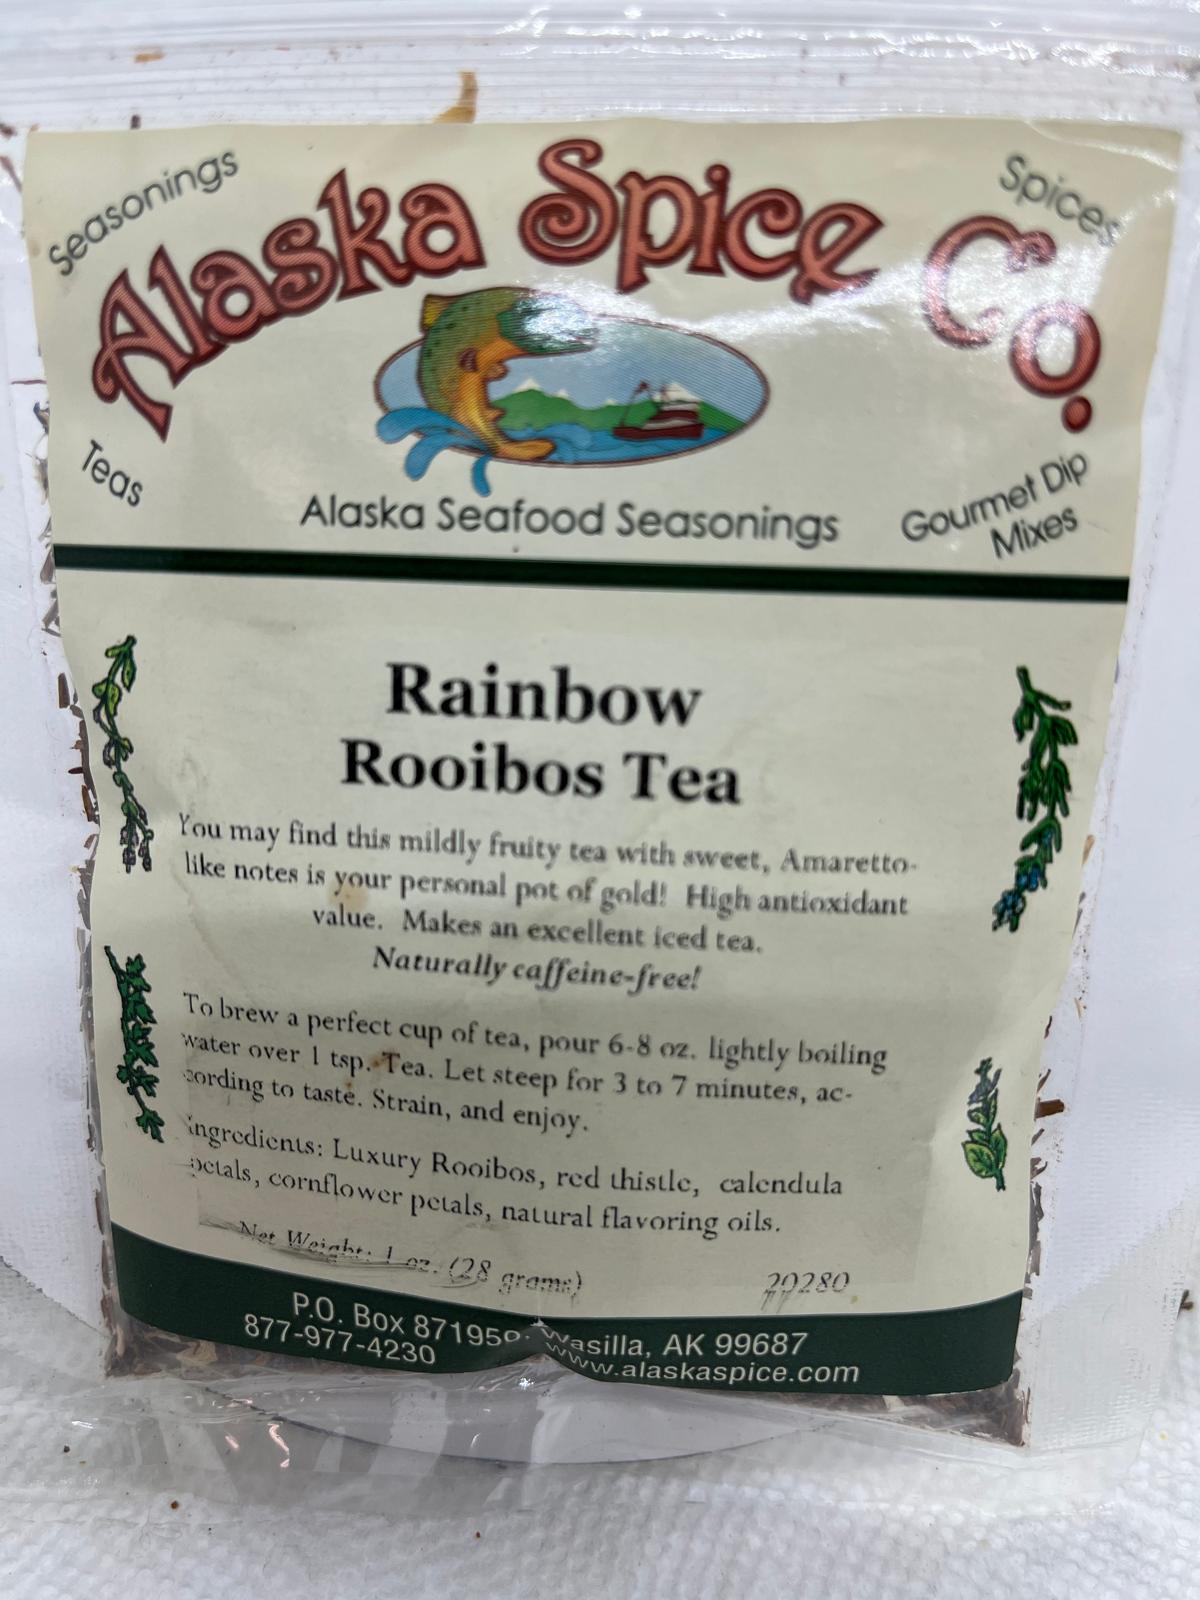 Seasonings
Spices
Alaska Spice Co.
Teas
Gourmet Dip
Mixes
Alaska Seafood Seasonings
Rainbow
Rooibos Tea
You may find this mildly fruity tea with sweet, Amaretto-
like notes is your personal pot of gold! High antioxidant
value. Makes an excellent iced tea.
Naturally caffeine-free!
To brew a perfect cup of tea, pour 6-8 oz. lightly boiling
water over 1 tsp. Tea. Let steep for 3 to 7 minutes, ac-
cording to taste. Strain, and enjoy.
Ingredients: Luxury Rooibos, red thistle, calendula
petals, cornflower petals, natural flavoring oils.
Net Weight: 1 oz. (28 grams) 20280
P.O. Box 871950 · Wasilla, AK 99687
877-977-4230 www.alaskaspice.com